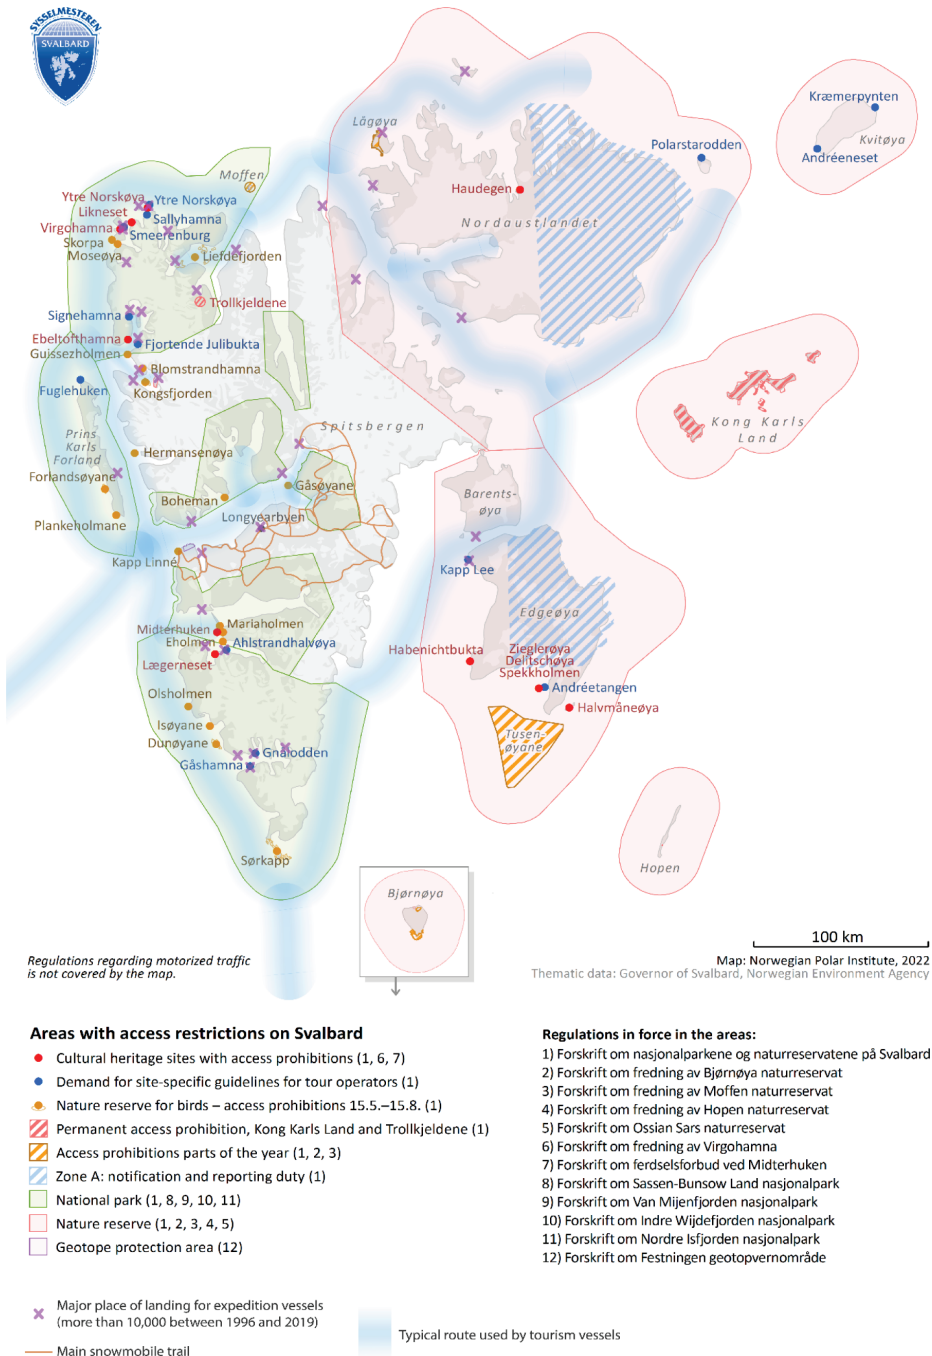 SYSSELMESTEREN
SVALBARD
Kræmerpynten
Kvitøya
Andréeneset
Lågøya
Polarstarodden
Moffen
Haudegen
Nordaustlandet
Ytre Norskøya
Ytre Norskøya
Likneset
Sallyhamna
Virgohamna
Smeerenburg
Skorpa
Moseøya
Liefdefjorden
Trollkjeldene
Signehamna
Ebeltofthamna
Fjortende Julibukta
Guissezholmen
Blomstrandhamna
Fuglehuken
Kongsfjorden
Kong Karls
Land
Spitsbergen
Prins
Karls
Forland
Hermansenøya
Forlandsøyane
Gåsøyane
Boheman
Barents-
øya
Longyearbyen
Plankeholmane
Kapp Linné
Kapp Lee
Edgeøya
Mariaholmen
Midterhuken
Eholmen
Ahlstrandhalvøya
Habenichtbukta
Zieglerøya
Delitschøya
Spekkholmen
Lægerneset
Andréetangen
Olsholmen
Halvmåneøya
Isøyane
Tusen-
øyane
Dunøyane
Gnålodden
Gåshamna
Sørkapp
Hopen
Bjørnøya
100 km
Regulations regarding motorized traffic
is not covered by the map.
Map: Norwegian Polar Institute, 2022
Thematic data: Governor of Svalbard, Norwegian Environment Agency
Areas with access restrictions on Svalbard
Cultural heritage sites with access prohibitions (1, 6, 7)
Demand for site-specific guidelines for tour operators (1)
Nature reserve for birds – access prohibitions 15.5.–15.8. (1)
Permanent access prohibition, Kong Karls Land and Trollkjeldene (1)
Access prohibitions parts of the year (1, 2, 3)
Zone A: notification and reporting duty (1)
National park (1, 8, 9, 10, 11)
Nature reserve (1, 2, 3, 4, 5)
Geotope protection area (12)
Major place of landing for expedition vessels
(more than 10,000 between 1996 and 2019)
Main snowmobile trail
Typical route used by tourism vessels
Regulations in force in the areas:
1) Forskrift om nasjonalparkene og naturreservatene på Svalbard
2) Forskrift om fredning av Bjørnøya naturreservat
3) Forskrift om fredning av Moffen naturreservat
4) Forskrift om fredning av Hopen naturreservat
5) Forskrift om Ossian Sars naturreservat
6) Forskrift om fredning av Virgohamna
7) Forskrift om ferdselsforbud ved Midterhuken
8) Forskrift om Sassen-Bunsow Land nasjonalpark
9) Forskrift om Van Mijenfjorden nasjonalpark
10) Forskrift om Indre Wijdefjorden nasjonalpark
11) Forskrift om Nordre Isfjorden nasjonalpark
12) Forskrift om Festningen geotopvernområde